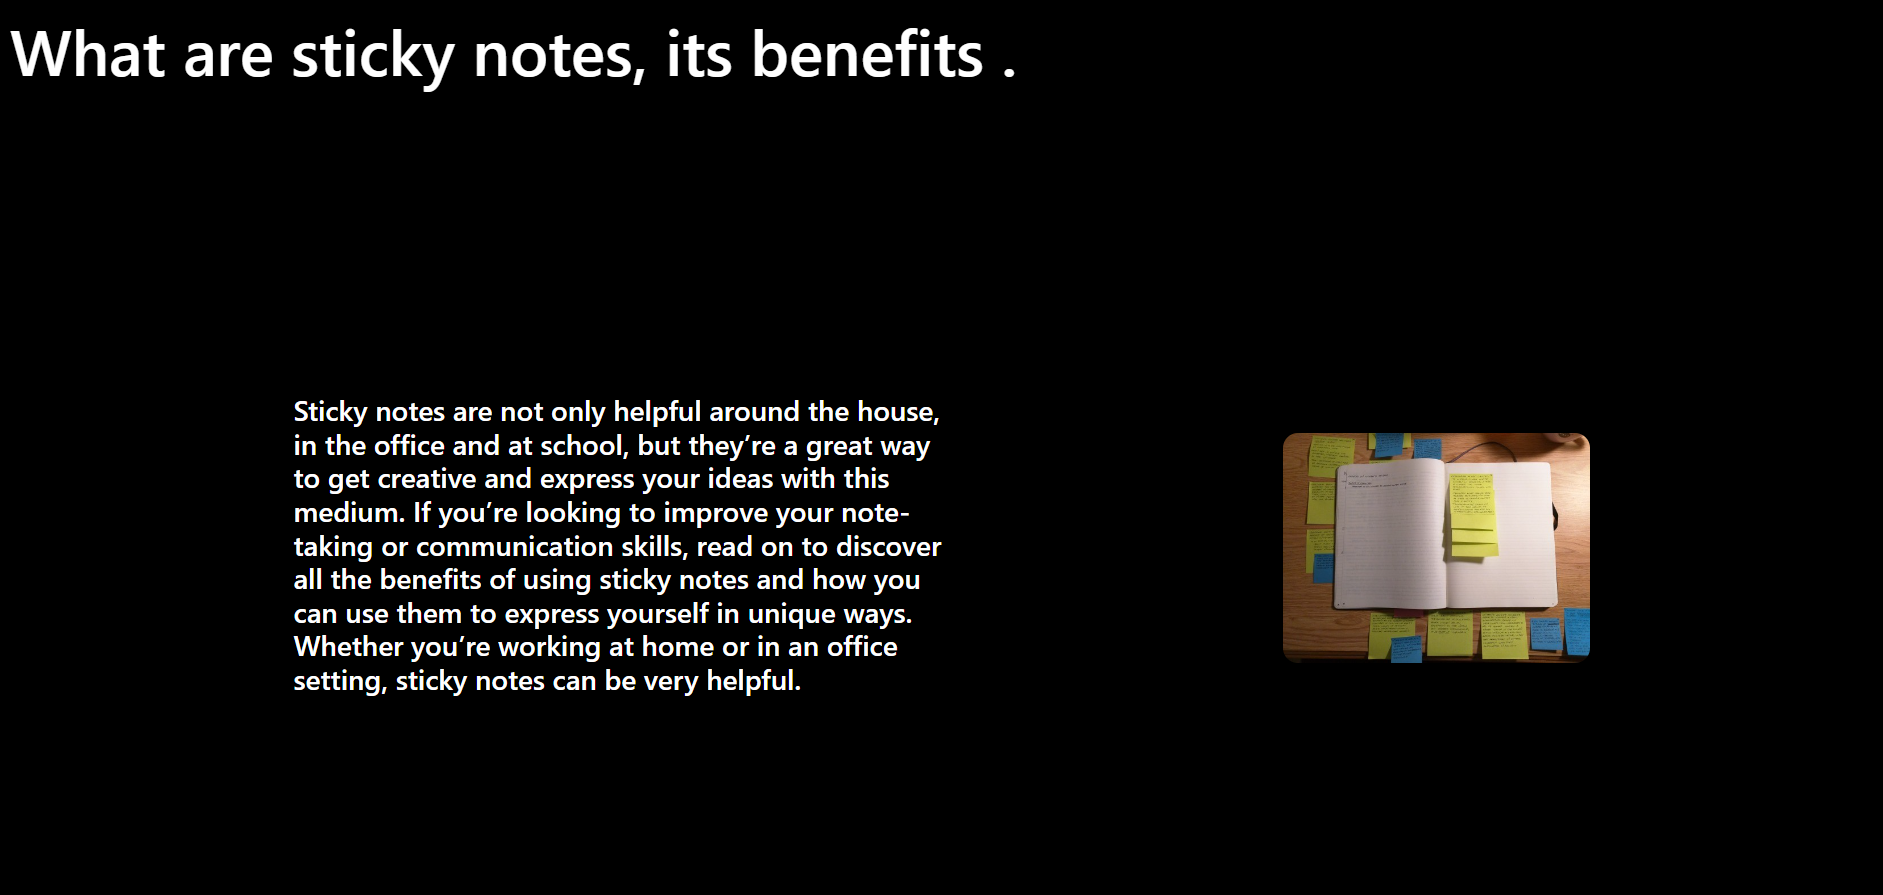 What are sticky notes, its benefits .
Sticky notes are not only helpful around the house,
in the office and at school, but they’re a great way
to get creative and express your ideas with this
medium. If you’re looking to improve your note-
taking or communication skills, read on to discover
all the benefits of using sticky notes and how you
can use them to express yourself in unique ways.
Whether you’re working at home or in an office
setting, sticky notes can be very helpful.